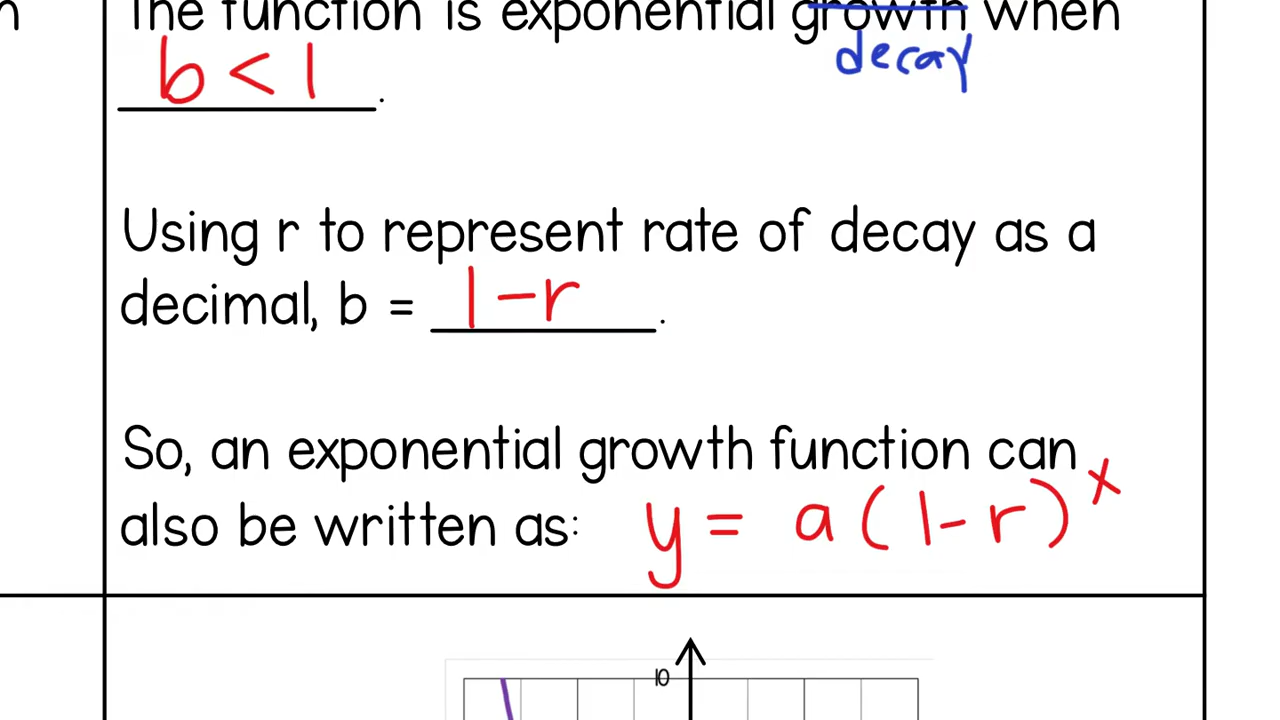 n
The function is exponential growth when
decay
b < 1.
Using r to represent rate of decay as a
decimal, b = 1 - r.
So, an exponential growth function can
also be written as: y = a(1 - r)^x
10